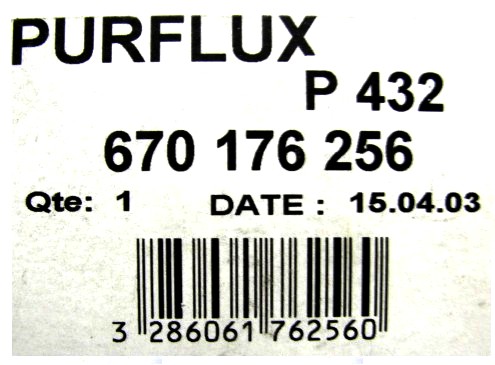 PURFLUX
P 432
670 176 256
Qte: 1 DATE : 15.04.03
3 286061 762560